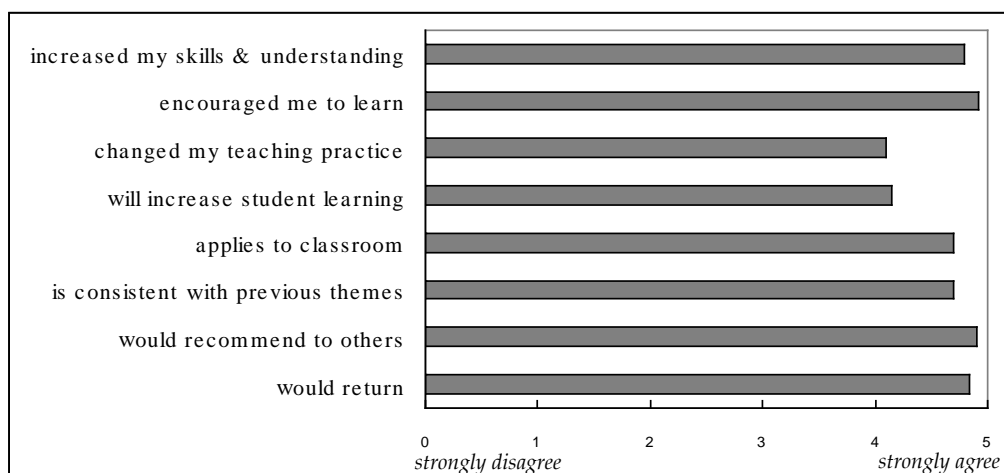 increased my skills & understanding
encouraged me to learn
changed my teaching practice
will increase student learning
applies to classroom
is consistent with previous themes
would recommend to others
would return
0 1 2 3 4 5
strongly disagree strongly agree